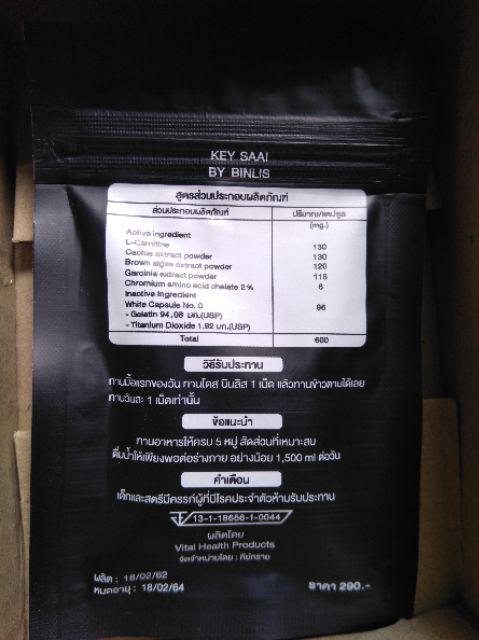 KEY SAAI
BY BINLIS
สูตรส่วนประกอบผลิตภัณฑ์
ส่วนประกอบผลิตภัณฑ์ ปริมาณ/แคปซูล
(mg.)
Active Ingredient
L-Carnitine 130
Cactus extract powder 130
Brown algae extract powder 120
Garcinia extract powder 118
Chromium amino acid chelate 2% 6
Inactive Ingredient
White Capsule No. 0 96
- Gelatin 94.08 มก.(USP)
- Titanium Dioxide 1.92 มก.(USP)
Total 600
วิธีรับประทาน
ทานมื้อแรกของวัน ทานโดส บินลิส 1 เม็ด แล้วทานข้าวตามได้เลย
ทานวันละ 1 เม็ดเท่านั้น
ข้อแนะนำ
ทานอาหารให้ครบ 5 หมู่ สัดส่วนที่เหมาะสม
ดื่มน้ำให้เพียงพอต่อร่างกาย อย่างน้อย 1,500 ml ต่อวัน
คำเตือน
เด็กและสตรีมีครรภ์ผู้ที่มีโรคประจำตัวห้ามรับประทาน
13-1-18656-1-0044
ผลิตโดย
Vital Health Products
จัดจำหน่ายโดย : คีย์ทราย
ผลิต : 18/02/62
หมดอายุ : 18/02/64 ราคา 290.-